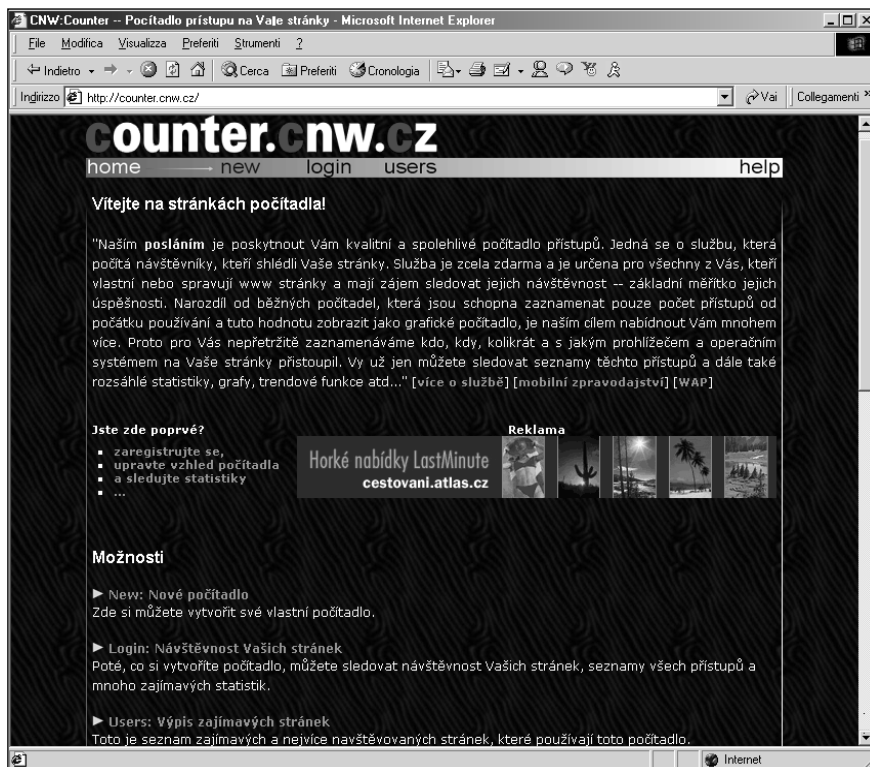 CNW:Counter -- Pocítadlo prístupu na Vaļe stránky - Microsoft Internet Explorer
File Modifica Visualizza Preferiti Strumenti ?
Indietro Cerca Preferiti Cronologia
Indirizzo http://counter.cnw.cz/ Vai Collegamenti »
counter.cnw.cz
home new login users help
Vítejte na stránkách počítadla!
"Naším posláním je poskytnout Vám kvalitní a spolehlivé počítadlo přístupů. Jedná se o službu, která
počítá návštěvníky, kteří shlédli Vaše stránky. Služba je zcela zdarma a je určena pro všechny z Vás, kteří
vlastní nebo spravují www stránky a mají zájem sledovat jejich návštěvnost -- základní měřítko jejich
úspěšnosti. Narozdíl od běžných počítadel, která jsou schopna zaznamenat pouze počet přístupů od
počátku používání a tuto hodnotu zobrazit jako grafické počítadlo, je naším cílem nabídnout Vám mnohem
více. Proto pro Vás nepřetržitě zaznamenáváme kdo, kdy, kolikrát a s jakým prohlížečem a operačním
systémem na Vaše stránky přistoupil. Vy už jen můžete sledovat seznamy těchto přístupů a dále také
rozsáhlé statistiky, grafy, trendové funkce atd..." [více o službě] [mobilní zpravodajství] [WAP]
Jste zde poprvé? Reklama
zaregistrujte se,
upravte vzhled počítadla
a sledujte statistiky
...
Horké nabídky LastMinute
cestovani.atlas.cz
Možnosti
New: Nové počítadlo
Zde si můžete vytvořit své vlastní počítadlo.
Login: Návštěvnost Vašich stránek
Poté, co si vytvoříte počítadlo, můžete sledovat návštěvnost Vašich stránek, seznamy všech přístupů a
mnoho zajímavých statistik.
Users: Výpis zajímavých stránek
Toto je seznam zajímavých a nejvíce navštěvovaných stránek, které používají toto počítadlo.
Internet